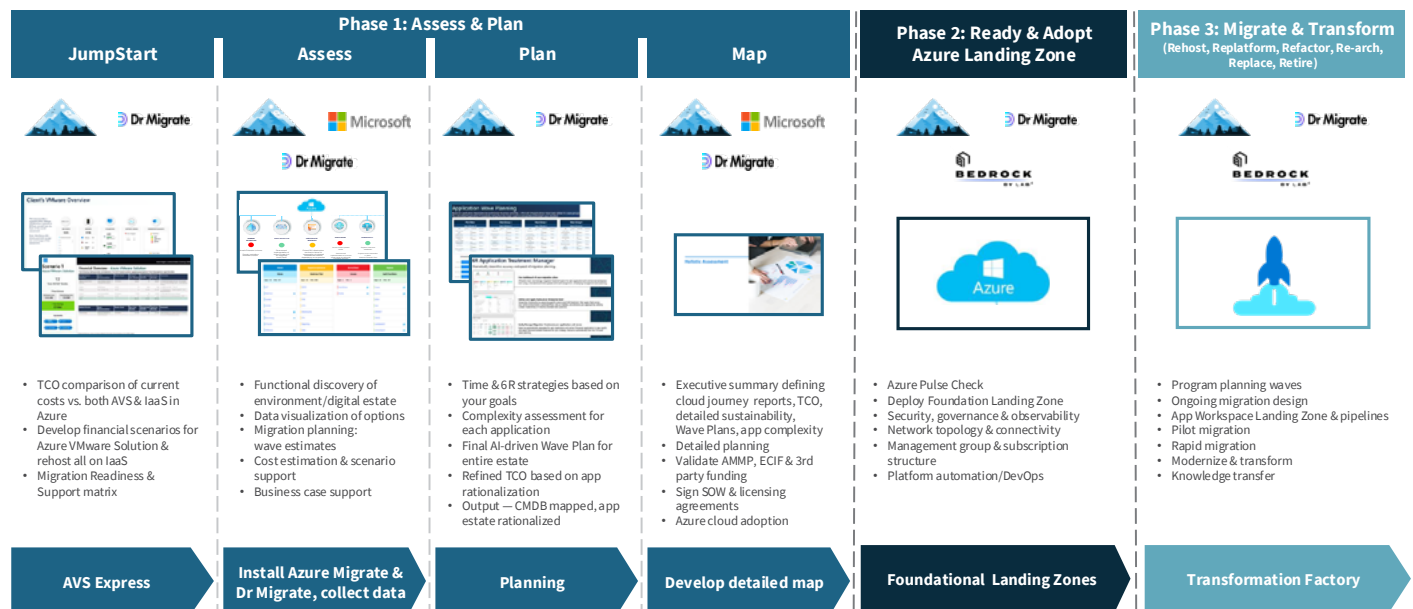 Phase 1: Assess & Plan
JumpStart
Assess
Plan
Map
Phase 2: Ready & Adopt
Azure Landing Zone
Phase 3: Migrate & Transform
(Rehost, Replatform, Refactor, Re-arch,
Replace, Retire)
Dr Migrate
Microsoft
Dr Migrate
Dr Migrate
Microsoft
Dr Migrate
Dr Migrate
BEDROCK
Dr Migrate
BEDROCK
Client's VMware Overview
Scenario 1
Application Wave Planning
6R Application Treatment Manager
Holistic Assessment
Azure
• TCO comparison of current
costs vs. both AVS & IaaS in
Azure
• Develop financial scenarios for
Azure VMware Solution &
rehost all on IaaS
• Migration Readiness &
Support matrix
• Functional discovery of
environment/digital estate
• Data visualization of options
• Migration planning:
wave estimates
• Cost estimation & scenario
support
• Business case support
• Time & 6R strategies based on
your goals
• Complexity assessment for
each application
• Final AI-driven Wave Plan for
entire estate
• Refined TCO based on app
rationalization
• Output — CMDB mapped, app
estate rationalized
• Executive summary defining
cloud journey reports, TCO,
detailed sustainability,
Wave Plans, app complexity
• Detailed planning
• Validate AMMP, ECIF & 3rd
party funding
• Sign SOW & licensing
agreements
• Azure cloud adoption
• Azure Pulse Check
• Deploy Foundation Landing Zone
• Security, governance & observability
• Network topology & connectivity
• Management group & subscription
structure
• Platform automation/DevOps
• Program planning waves
• Ongoing migration design
• App Workspace Landing Zone & pipelines
• Pilot migration
• Rapid migration
• Modernize & transform
• Knowledge transfer
AVS Express
Install Azure Migrate &
Dr Migrate, collect data
Planning
Develop detailed map
Foundational Landing Zones
Transformation Factory